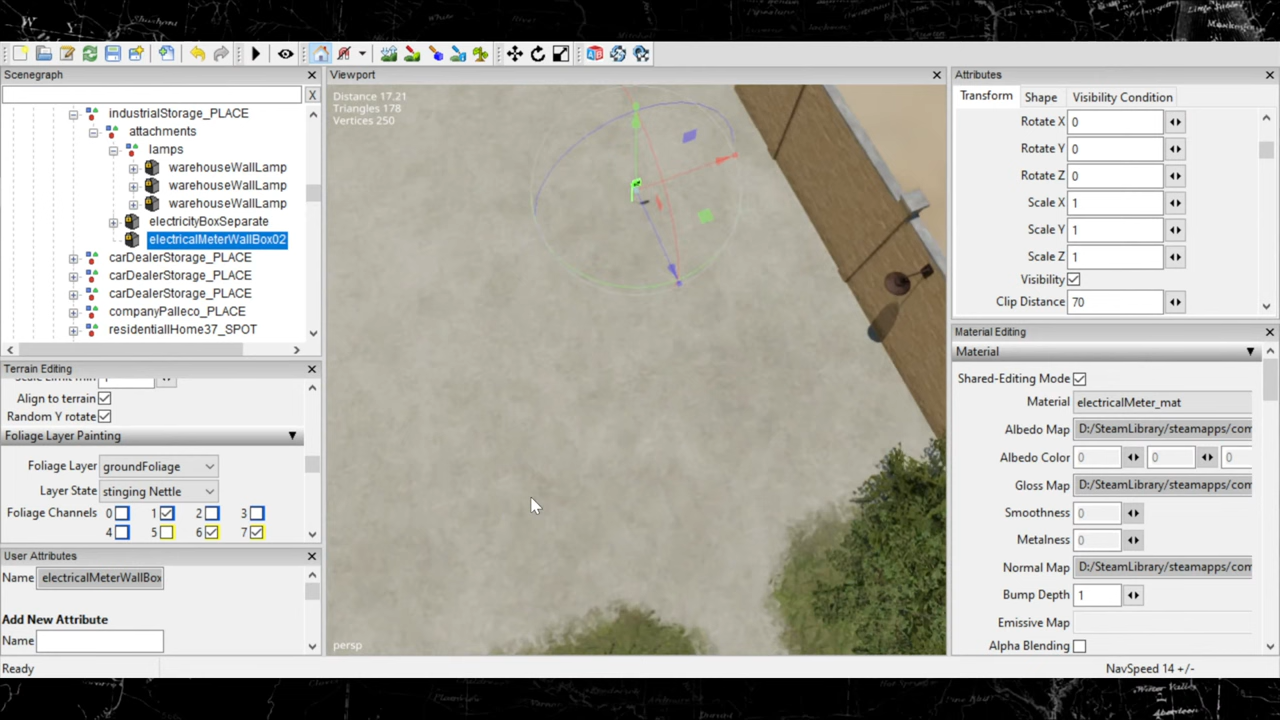 Scenegraph
X
industrialStorage_PLACE
attachments
lamps
warehouseWallLamp
warehouseWallLamp
warehouseWallLamp
electricityBoxSeparate
electricalMeterWallBox02
carDealerStorage_PLACE
carDealerStorage_PLACE
carDealerStorage_PLACE
companyPalleco_PLACE
residentiallHome37_SPOT
Terrain Editing
Align to terrain
Random Y rotate
Foliage Layer Painting
Foliage Layer groundFoliage
Layer State stinging Nettle
Foliage Channels 0 1 2 3
4 5 6 7
User Attributes
Name electricalMeterWallBox
Add New Attribute
Name
Ready
Viewport
Distance 17.21
Triangles 178
Vertices 250
persp
Attributes
Transform Shape Visibility Condition
Rotate X 0
Rotate Y 0
Rotate Z 0
Scale X 1
Scale Y 1
Scale Z 1
Visibility
Clip Distance 70
Material Editing
Material
Shared-Editing Mode
Material electricalMeter_mat
Albedo Map D:/SteamLibrary/steamapps/com
Albedo Color 0 0 0
Gloss Map D:/SteamLibrary/steamapps/com
Smoothness 0
Metalness 0
Normal Map D:/SteamLibrary/steamapps/com
Bump Depth 1
Emissive Map
Alpha Blending
NavSpeed 14 +/-